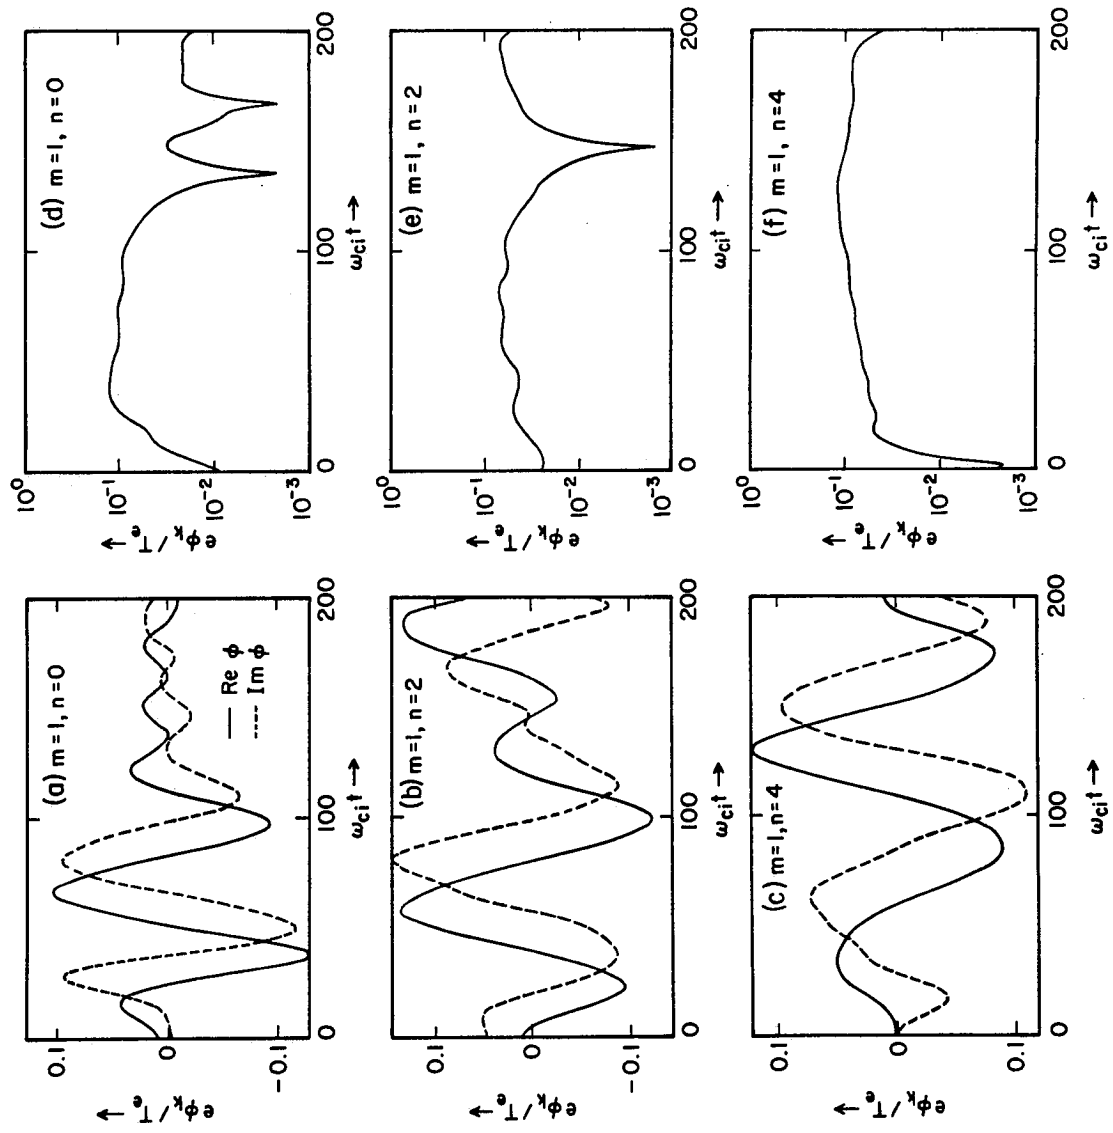 (a) m=1, n=0
— Re ϕ
---- Im ϕ
0.1
0
-0.1
eϕk/Te →
0
100
200
ωcit →
(b) m=1, n=2
0.1
0
-0.1
eϕk/Te →
0
100
200
ωcit →
(c) m=1, n=4
0.1
0
0.1
eϕk/Te →
0
100
200
ωcit →
(d) m=1, n=0
10⁰
10⁻¹
10⁻²
10⁻³
eϕk/Te →
0
100
200
ωcit →
(e) m=1, n=2
10⁰
10⁻¹
10⁻²
10⁻³
eϕk/Te →
0
100
200
ωcit →
(f) m=1, n=4
10⁰
10⁻¹
10⁻²
10⁻³
eϕk/Te →
0
100
200
ωcit →